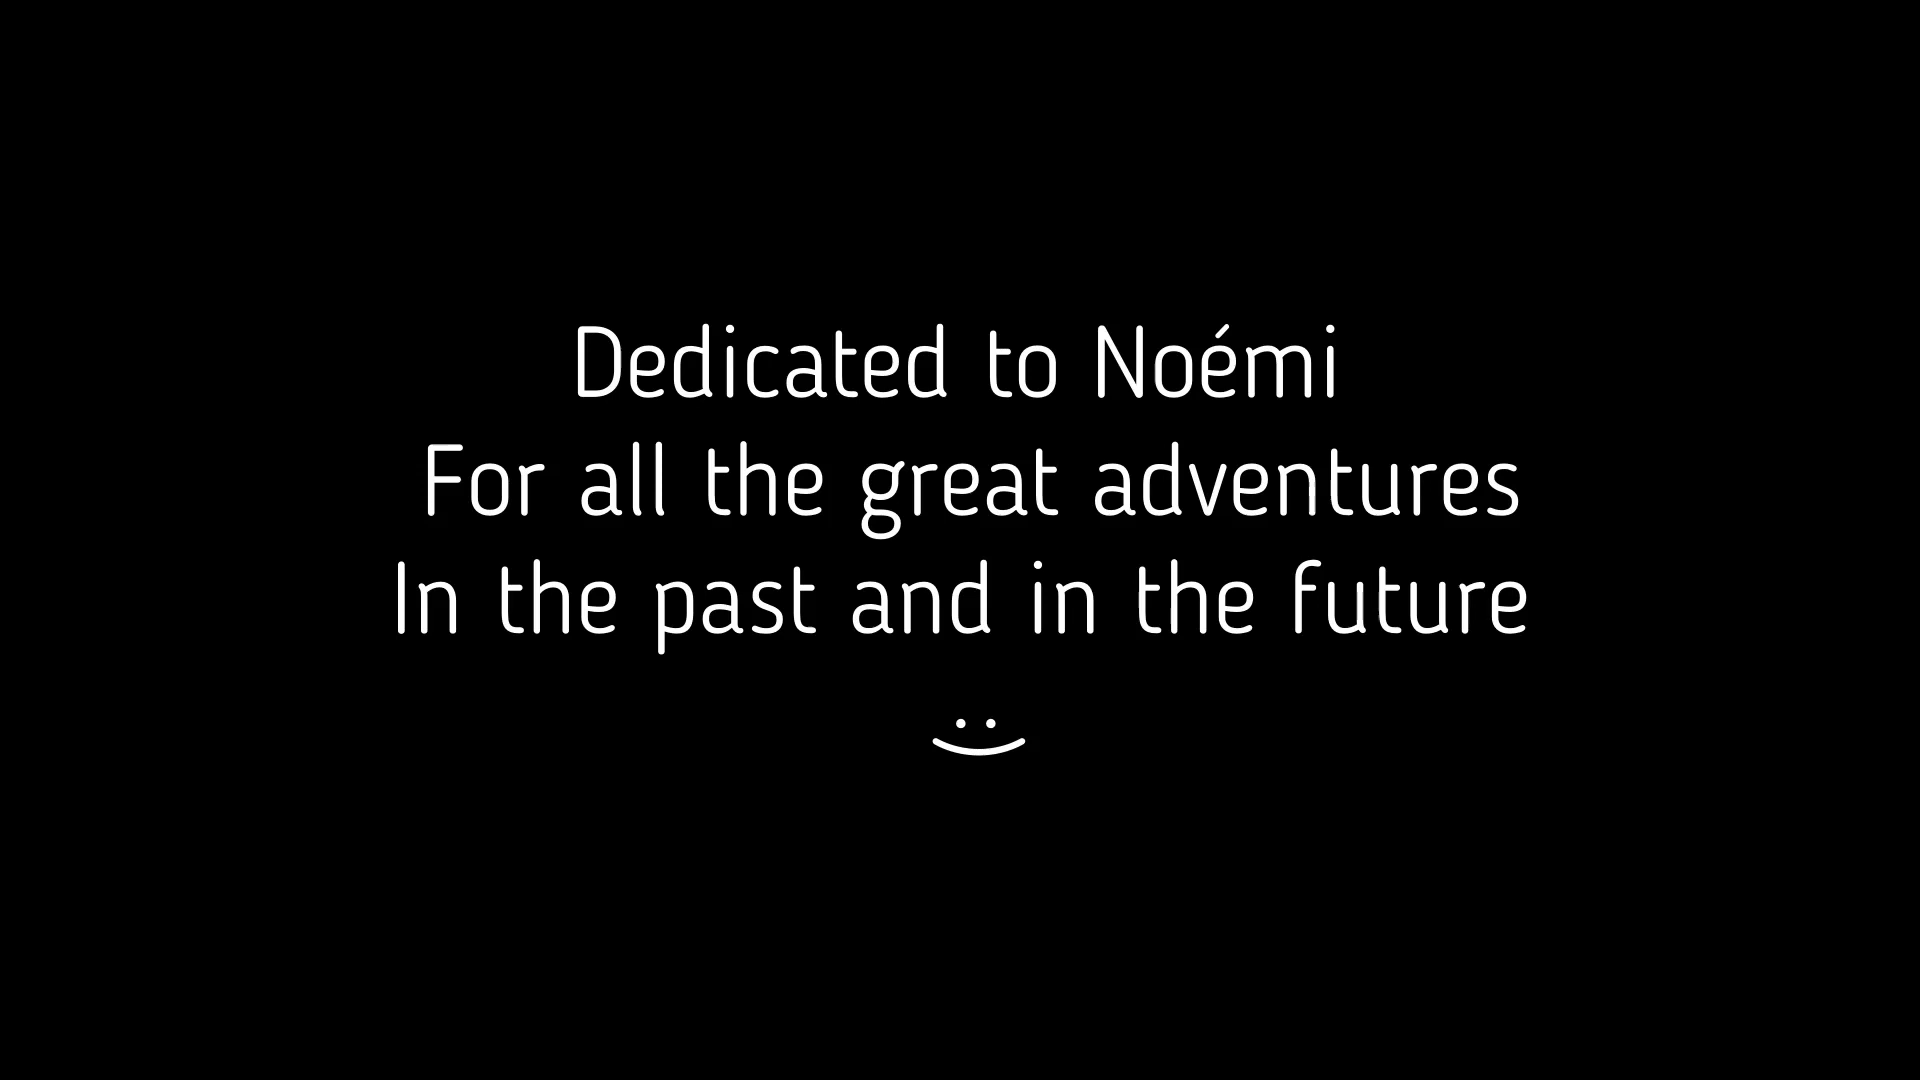 Dedicated to Noémi
For all the great adventures
In the past and in the future